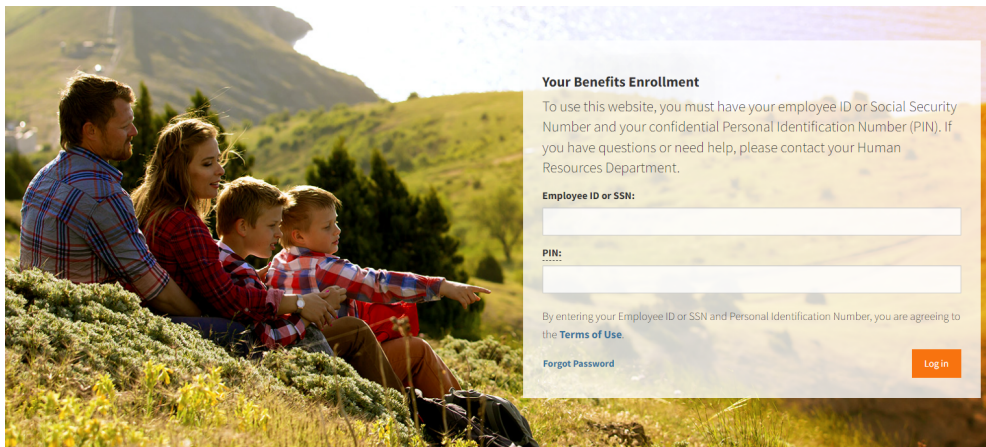 Your Benefits Enrollment
To use this website, you must have your employee ID or Social Security
Number and your confidential Personal Identification Number (PIN). If
you have questions or need help, please contact your Human
Resources Department.
Employee ID or SSN:
PIN:
By entering your Employee ID or SSN and Personal Identification Number, you are agreeing to
the Terms of Use.
Forgot Password
Log in